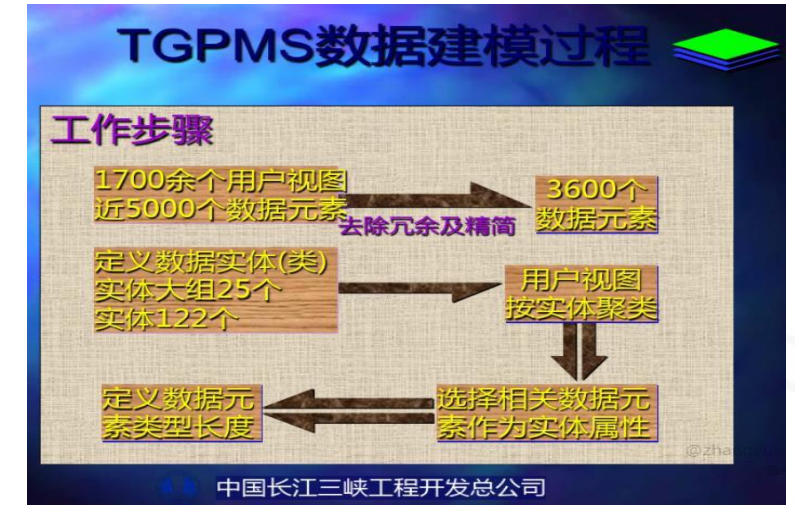 TGPMS数据建模过程
工作步骤
1700余个用户视图
近5000个数据元素
去除冗余及精简
3600个
数据元素
定义数据实体(类)
实体大组25个
实体122个
用户视图
按实体聚类
选择相关数据元
素作为实体属性
定义数据元
素类型长度
中国长江三峡工程开发总公司